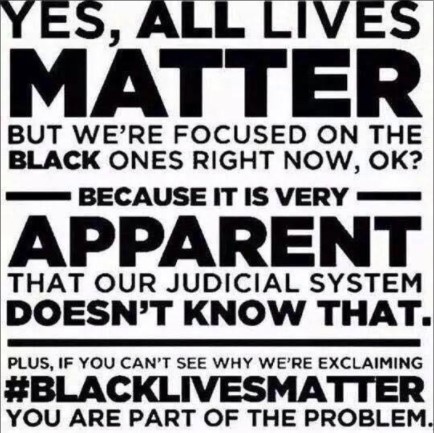 YES, ALL LIVES
MATTER
BUT WE'RE FOCUSED ON THE
BLACK ONES RIGHT NOW, OK?
BECAUSE IT IS VERY
APPARENT
THAT OUR JUDICIAL SYSTEM
DOESN'T KNOW THAT.
PLUS, IF YOU CAN'T SEE WHY WE'RE EXCLAIMING
#BLACKLIVESMATTER
YOU ARE PART OF THE PROBLEM.